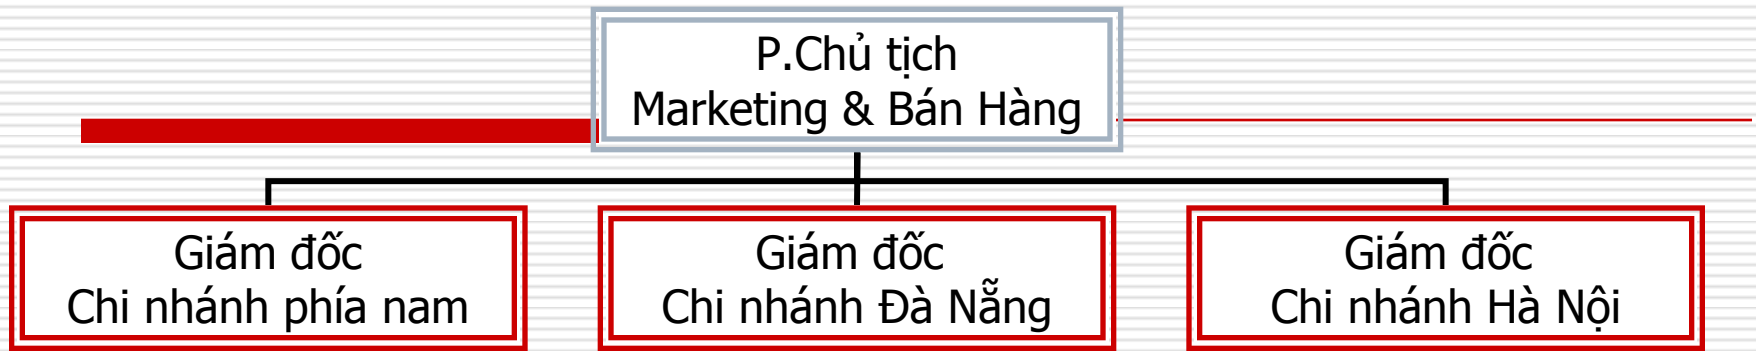 P.Chủ tịch
Marketing & Bán Hàng
Giám đốc
Chi nhánh phía nam
Giám đốc
Chi nhánh Đà Nẵng
Giám đốc
Chi nhánh Hà Nội